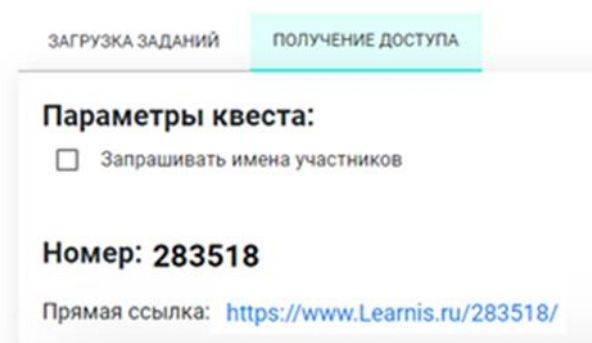 ЗАГРУЗКА ЗАДАНИЙ ПОЛУЧЕНИЕ ДОСТУПА
Параметры квеста:
Запрашивать имена участников
Номер: 283518
Прямая ссылка: https://www.Learnis.ru/283518/